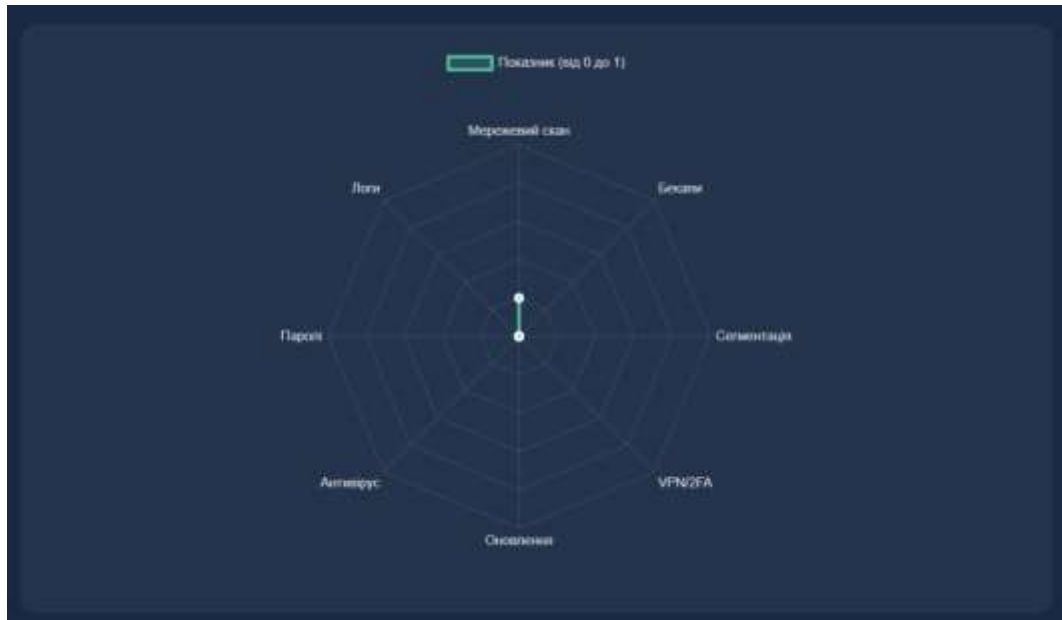 Показник (від 0 до 1)
Мережевий скан
Логи
Бекапи
Паролі
Сегментація
Антивірус
VPN/2FA
Оновлення